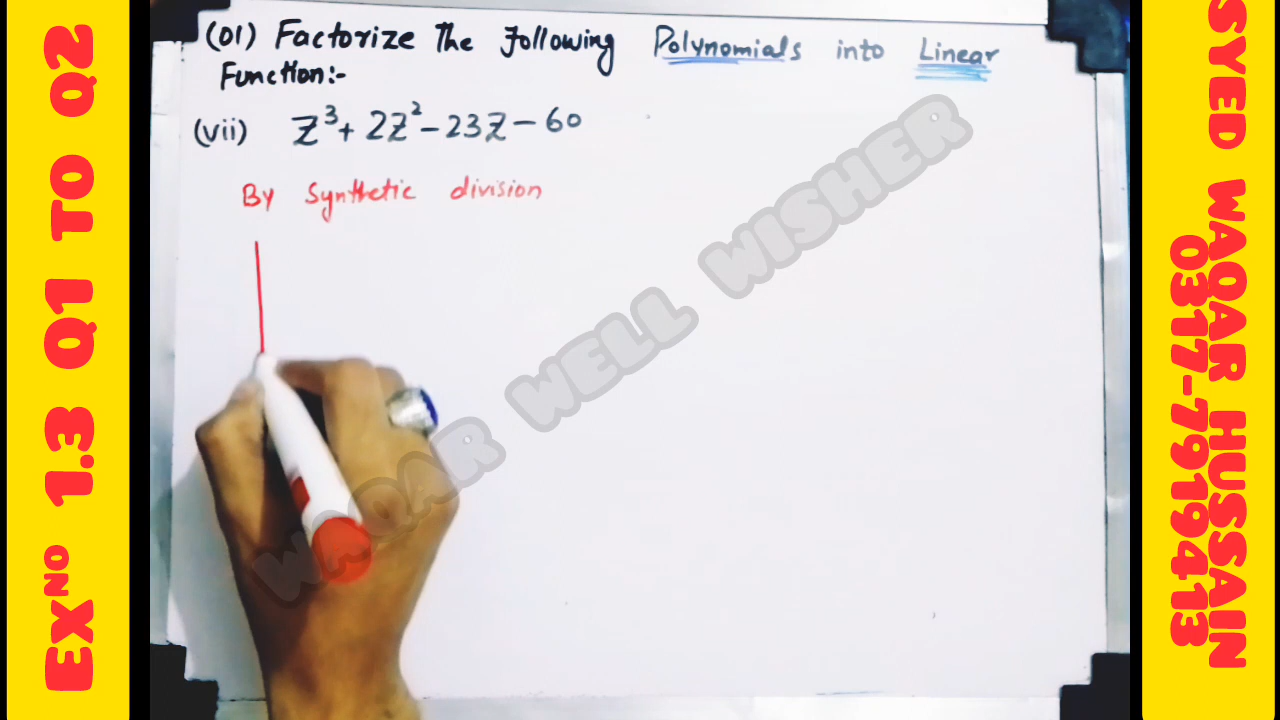 EX№ 1.3 Q1 TO Q2
(01) Factorize The Following Polynomials into Linear
Function:-
(vii) Z³ + 2Z² - 23Z - 60
By Synthetic division
WAQAR WELL WISHER
SYED WAQAR HUSSAIN
0317-7919413